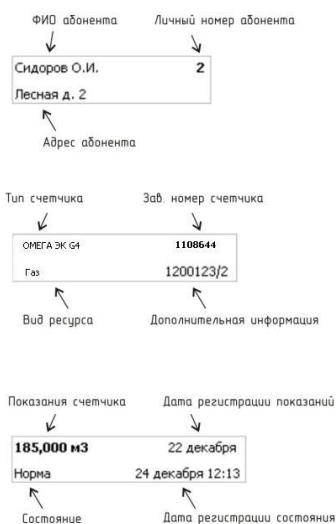 ФИО абонента Личный номер абонента
Сидоров О.И. 2
Лесная д. 2
Адрес абонента
Тип счетчика Зав. номер счетчика
ОМЕГА ЭК G4 1108644
Газ 1200123/2
Вид ресурса Дополнительная информация
Показания счетчика Дата регистрации показаний
185,000 м3 22 декабря
Норма 24 декабря 12:13
Состояние Дата регистрации состояния